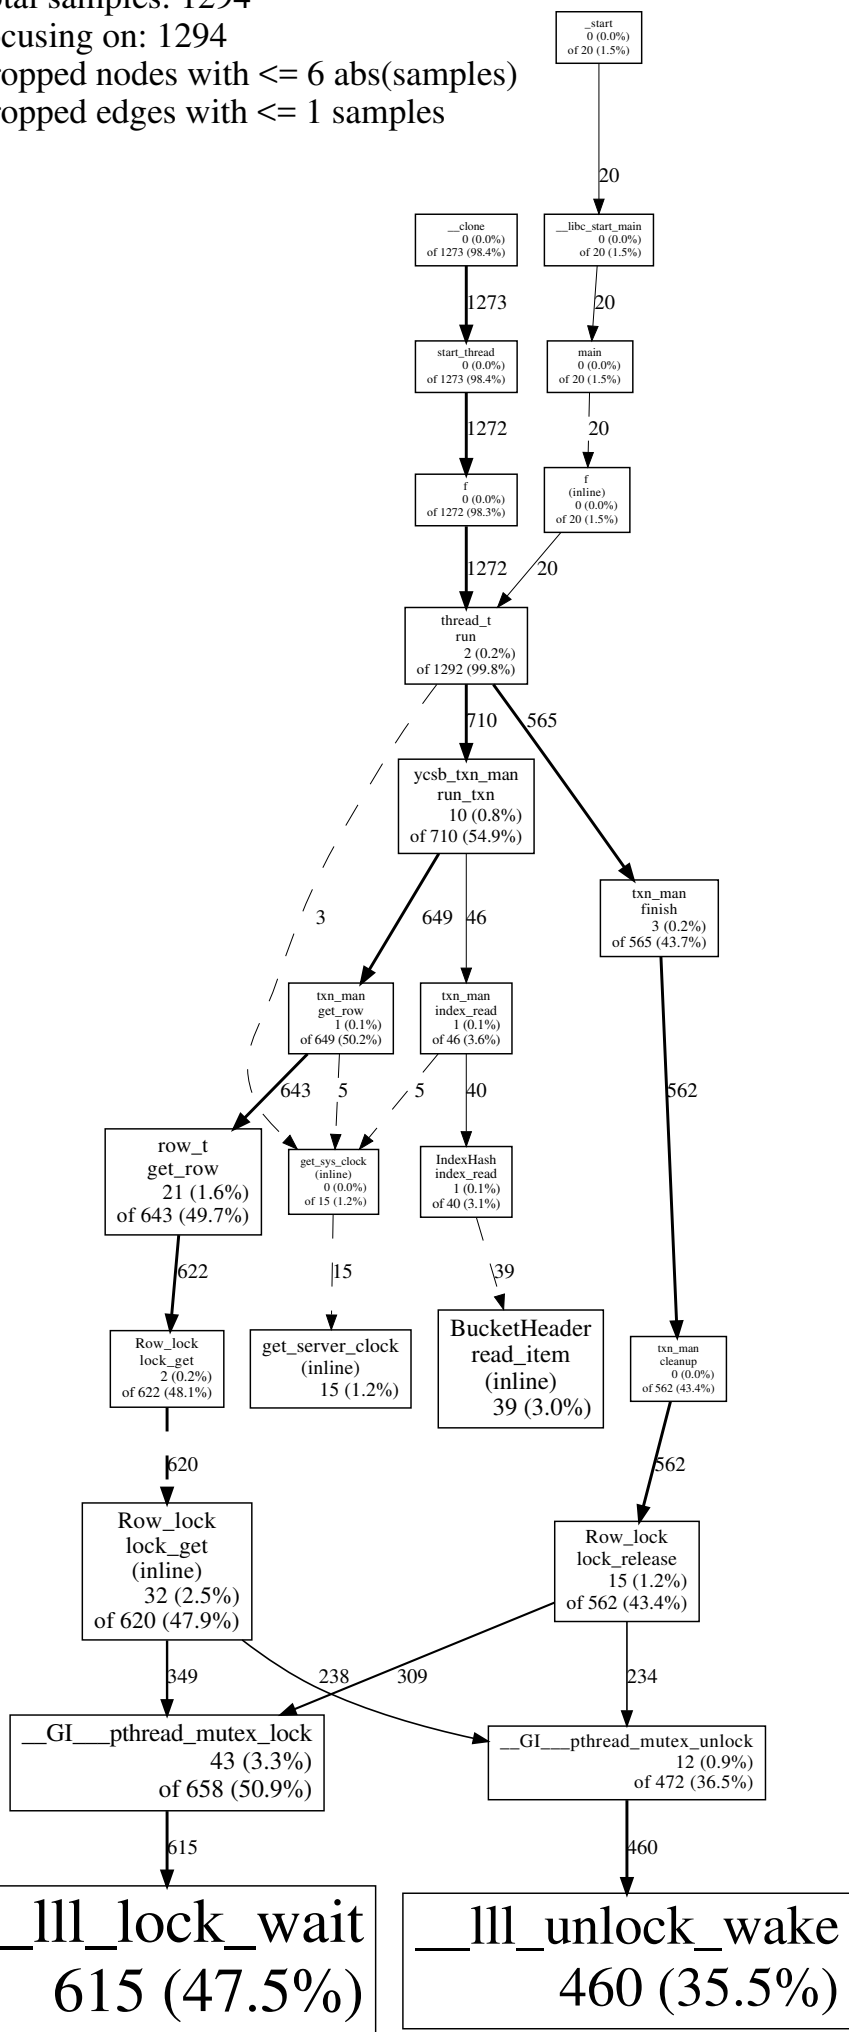 otal samples: 1294
ocusing on: 1294
ropped nodes with <= 6 abs(samples)
ropped edges with <= 1 samples
_start
0 (0.0%)
of 20 (1.5%)
20
__clone
0 (0.0%)
of 1273 (98.4%)
__libc_start_main
0 (0.0%)
of 20 (1.5%)
1273
20
start_thread
0 (0.0%)
of 1273 (98.4%)
main
0 (0.0%)
of 20 (1.5%)
1272
20
f
0 (0.0%)
of 1272 (98.3%)
f
(inline)
0 (0.0%)
of 20 (1.5%)
1272
20
thread_t
run
2 (0.2%)
of 1292 (99.8%)
710
565
ycsb_txn_man
run_txn
10 (0.8%)
of 710 (54.9%)
txn_man
finish
3 (0.2%)
of 565 (43.7%)
3
649
46
txn_man
get_row
1 (0.1%)
of 649 (50.2%)
txn_man
index_read
1 (0.1%)
of 46 (3.6%)
643
5
5
40
562
row_t
get_row
21 (1.6%)
of 643 (49.7%)
get_sys_clock
(inline)
0 (0.0%)
of 15 (1.2%)
IndexHash
index_read
1 (0.1%)
of 40 (3.1%)
622
15
39
Row_lock
lock_get
2 (0.2%)
of 622 (48.1%)
get_server_clock
(inline)
15 (1.2%)
BucketHeader
read_item
(inline)
39 (3.0%)
txn_man
cleanup
0 (0.0%)
of 562 (43.4%)
620
562
Row_lock
lock_get
(inline)
32 (2.5%)
of 620 (47.9%)
Row_lock
lock_release
15 (1.2%)
of 562 (43.4%)
349
238
309
234
__GI___pthread_mutex_lock
43 (3.3%)
of 658 (50.9%)
__GI___pthread_mutex_unlock
12 (0.9%)
of 472 (36.5%)
615
460
__lll_lock_wait
615 (47.5%)
__lll_unlock_wake
460 (35.5%)